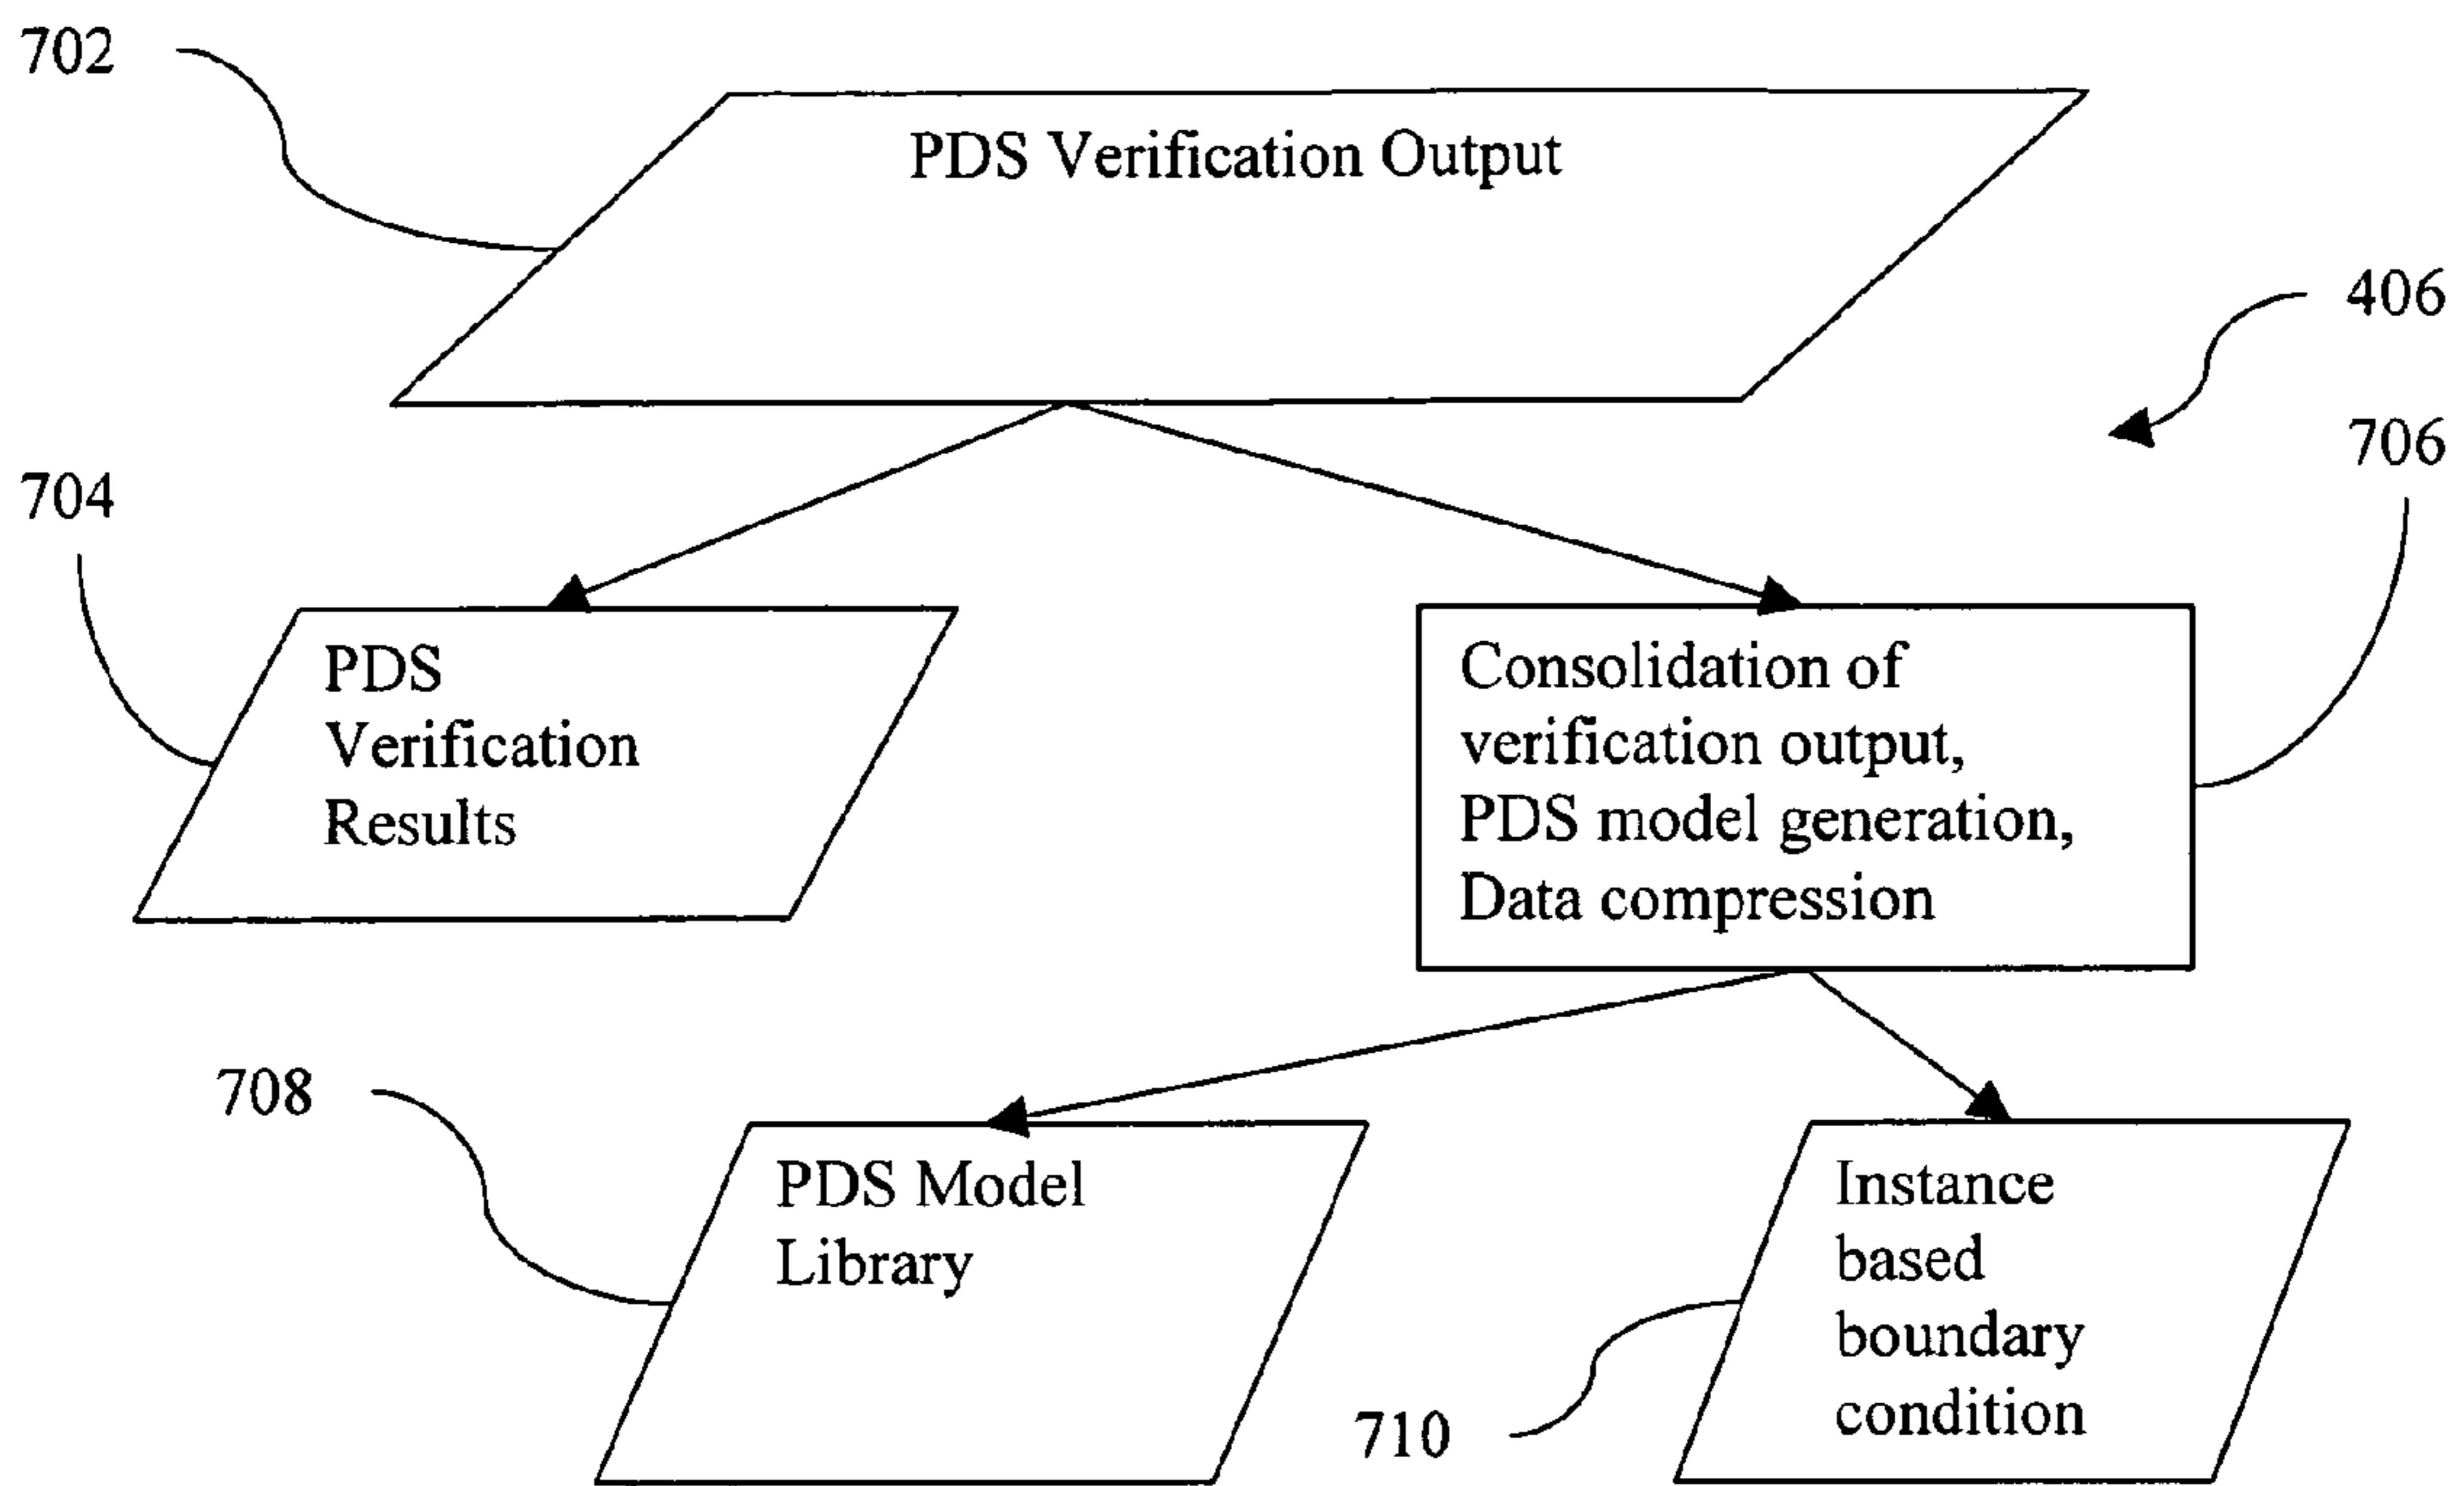 702
PDS Verification Output
406
706
704
PDS
Verification
Results
Consolidation of
verification output,
PDS model generation,
Data compression
708
PDS Model
Library
710
Instance
based
boundary
condition